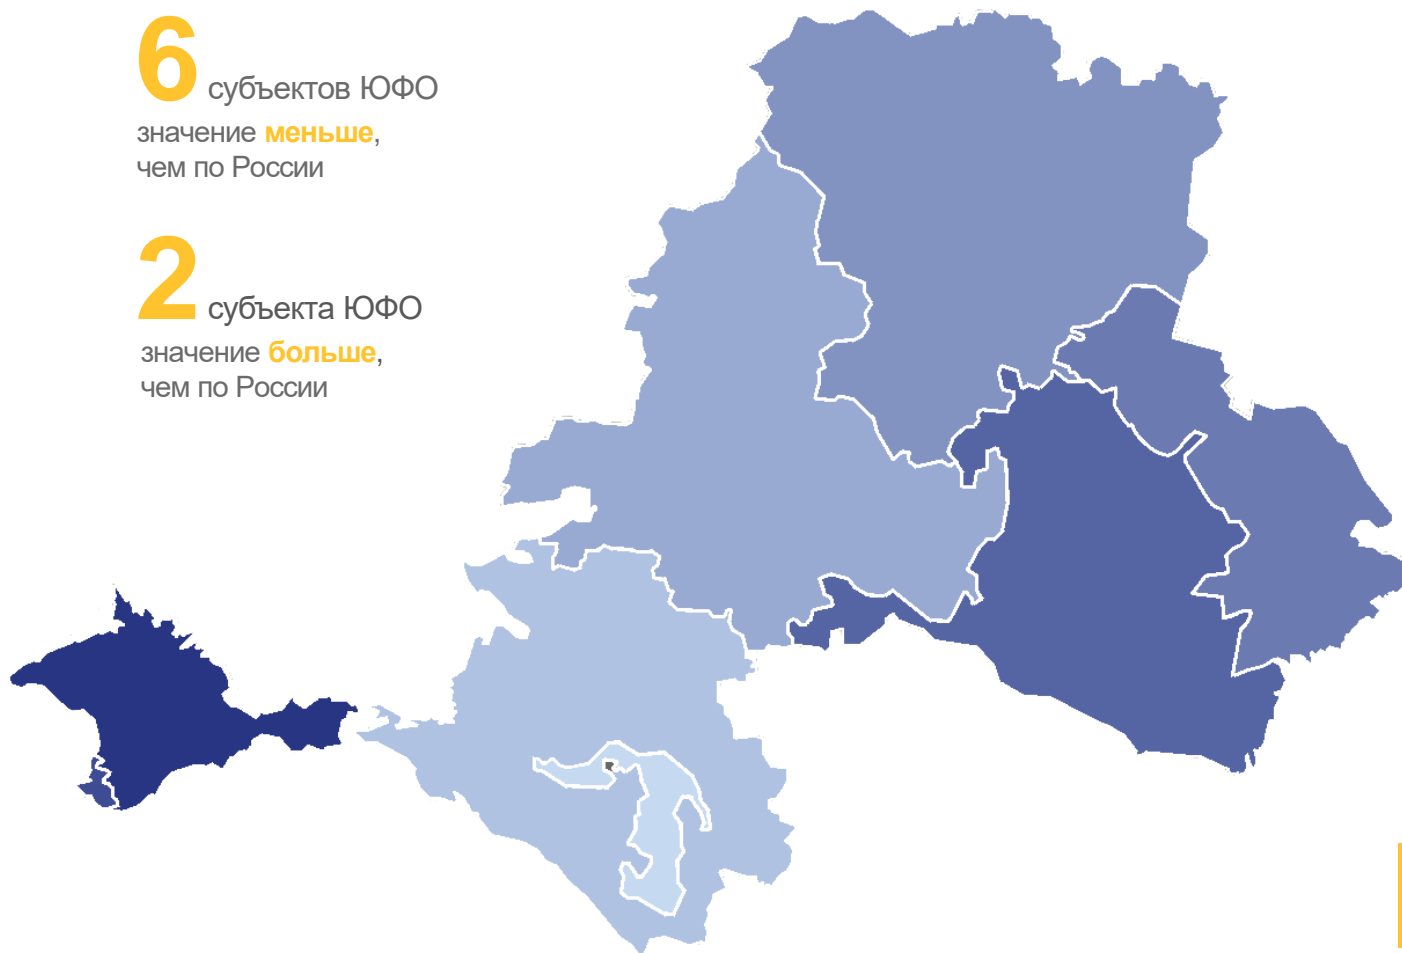 6 субъектов ЮФО
значение меньше,
чем по России
2 субъекта ЮФО
значение больше,
чем по России